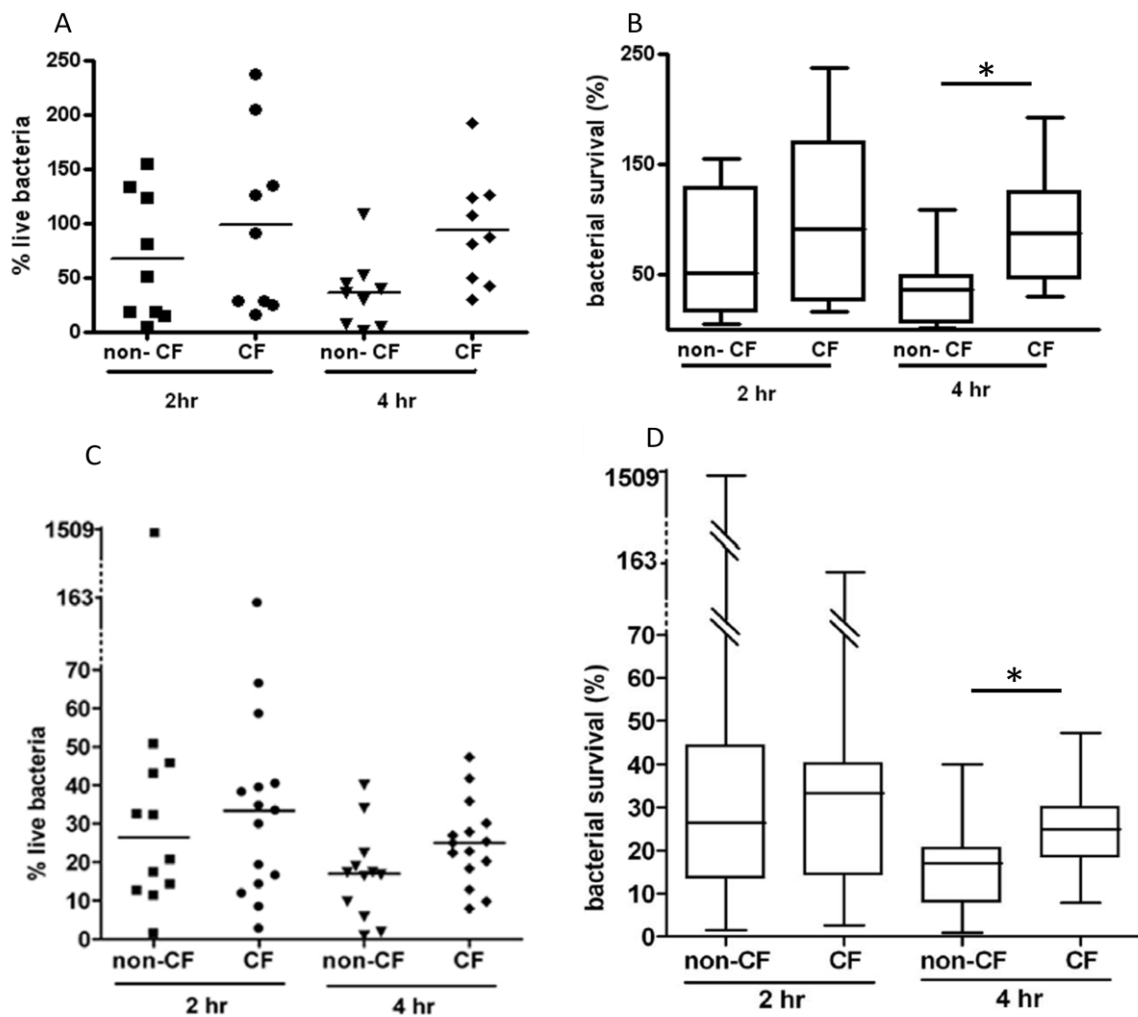 A
% live bacteria
250
200
150
100
50
0
non- CF CF non- CF CF
2hr 4 hr
B
bacterial survival (%)
250
150
50
*
non- CF CF non- CF CF
2 hr 4 hr
C
% live bacteria
1509
163
70
60
50
40
30
20
10
0
non-CF CF non-CF CF
2 hr 4 hr
D
bacterial survival (%)
1509
163
70
60
50
40
30
20
10
0
*
non-CF CF non-CF CF
2 hr 4 hr